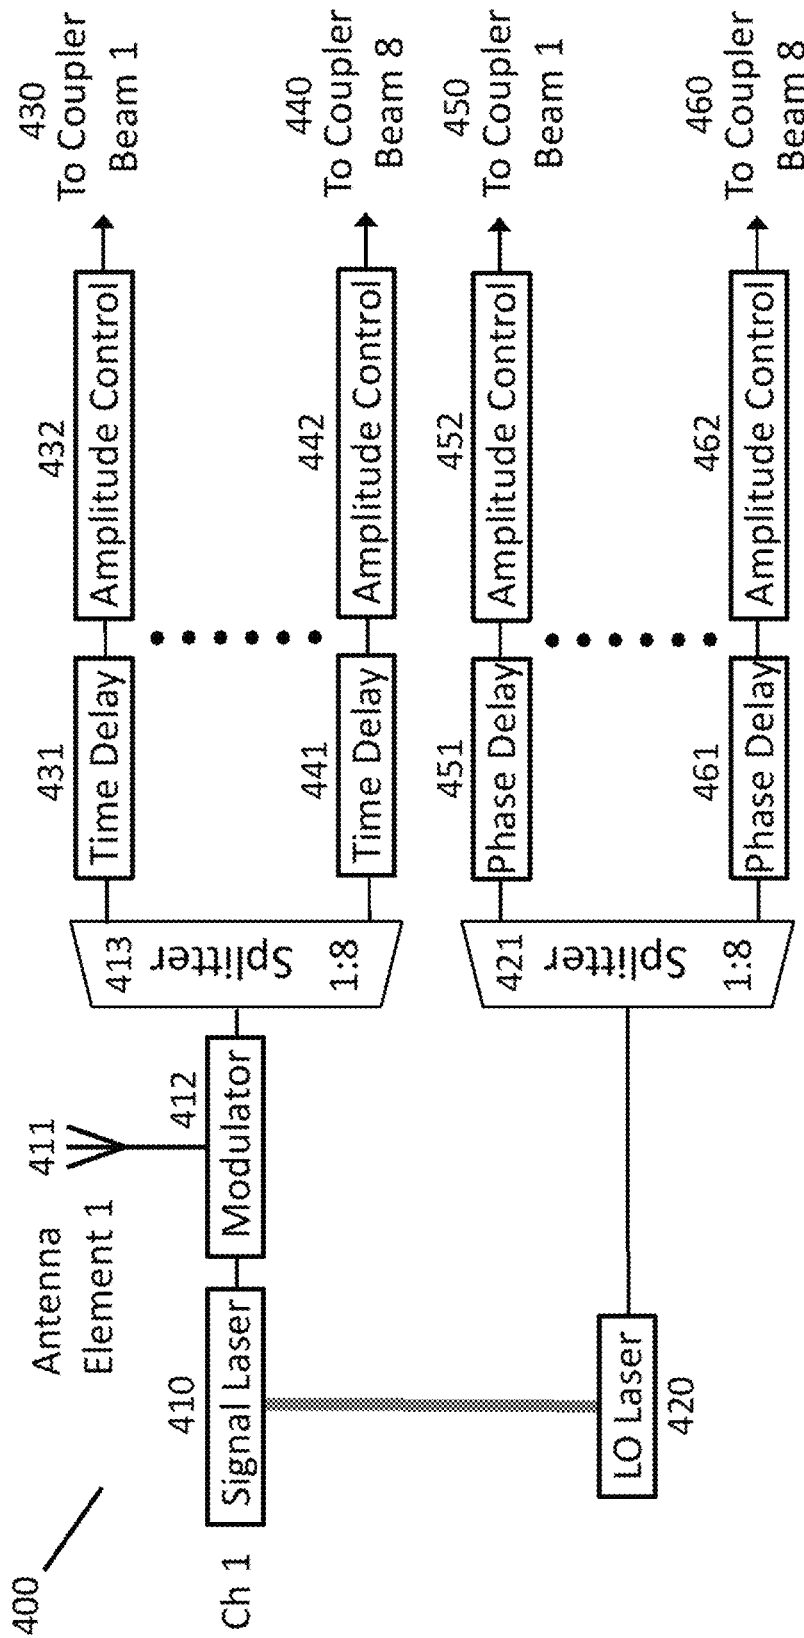 400
Ch 1
Antenna
Element 1
411
410
Signal Laser
412
Modulator
413
Splitter
1:8
431
Time Delay
432
Amplitude Control
430
To Coupler
Beam 1
441
Time Delay
442
Amplitude Control
440
To Coupler
Beam 8
LO Laser
420
421
Splitter
1:8
451
Phase Delay
452
Amplitude Control
450
To Coupler
Beam 1
461
Phase Delay
462
Amplitude Control
460
To Coupler
Beam 8